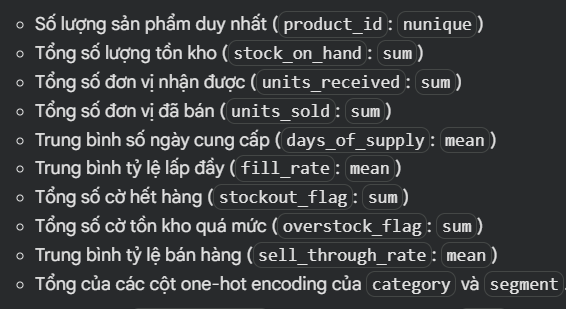 Số lượng sản phẩm duy nhất (product_id: nunique)
Tổng số lượng tồn kho (stock_on_hand: sum)
Tổng số đơn vị nhận được (units_received: sum)
Tổng số đơn vị đã bán (units_sold: sum)
Trung bình số ngày cung cấp (days_of_supply: mean)
Trung bình tỷ lệ lấp đầy (fill_rate: mean)
Tổng số cờ hết hàng (stockout_flag: sum)
Tổng số cờ tồn kho quá mức (overstock_flag: sum)
Trung bình tỷ lệ bán hàng (sell_through_rate: mean)
Tổng của các cột one-hot encoding của category và segment.